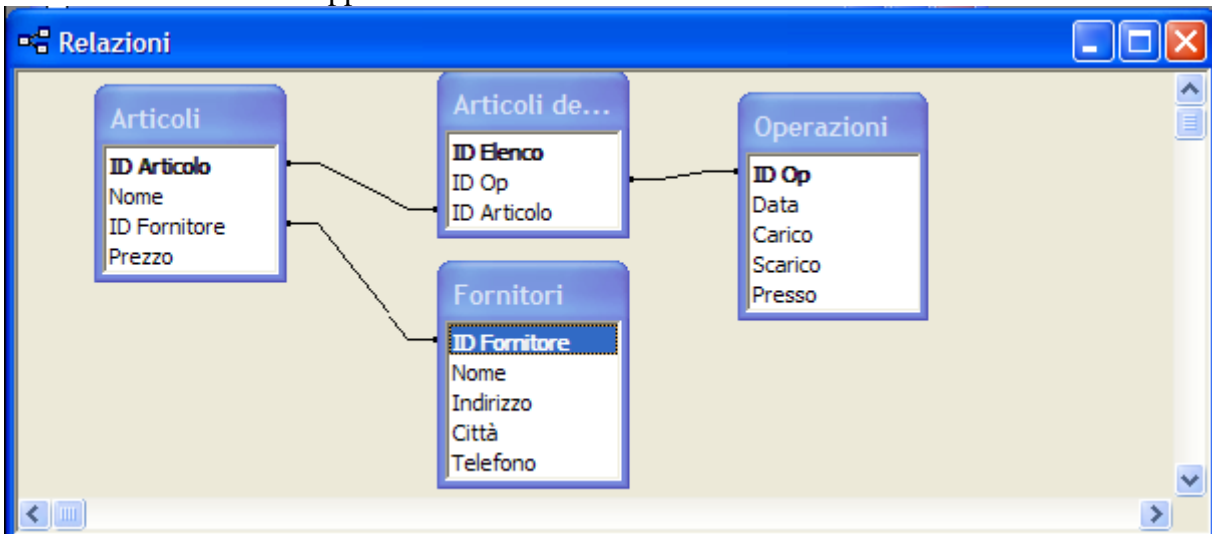 Relazioni
Articoli
ID Articolo
Nome
ID Fornitore
Prezzo
Articoli de...
ID Elenco
ID Op
ID Articolo
Operazioni
ID Op
Data
Carico
Scarico
Presso
Fornitori
ID Fornitore
Nome
Indirizzo
Città
Telefono